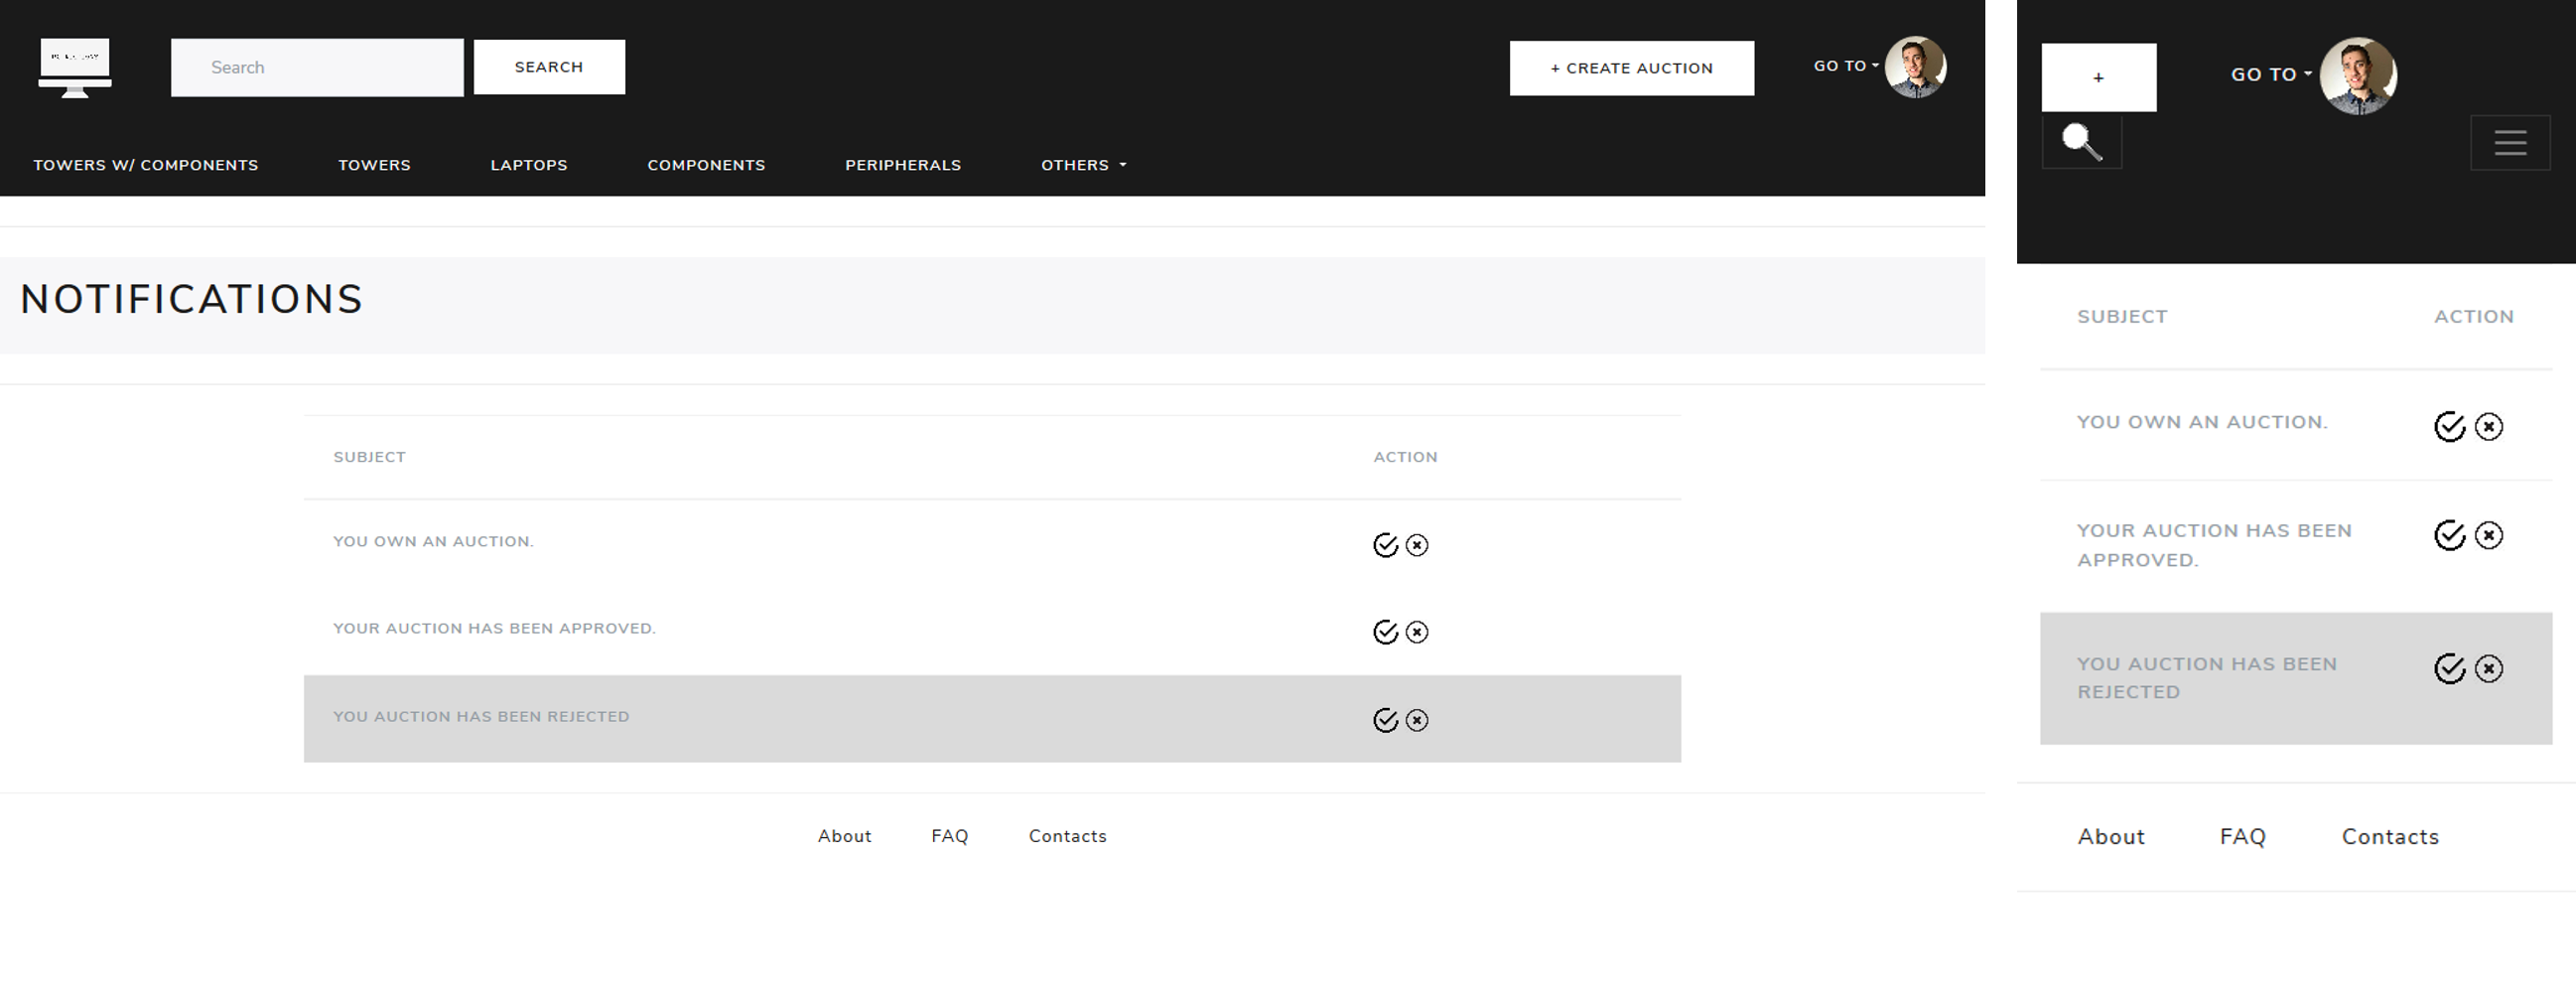 Search
SEARCH
+ CREATE AUCTION
GO TO
TOWERS W/ COMPONENTS
TOWERS
LAPTOPS
COMPONENTS
PERIPHERALS
OTHERS
NOTIFICATIONS
SUBJECT
ACTION
YOU OWN AN AUCTION.
YOUR AUCTION HAS BEEN APPROVED.
YOU AUCTION HAS BEEN REJECTED
About
FAQ
Contacts
+
GO TO
SUBJECT
ACTION
YOU OWN AN AUCTION.
YOUR AUCTION HAS BEEN
APPROVED.
YOU AUCTION HAS BEEN
REJECTED
About
FAQ
Contacts